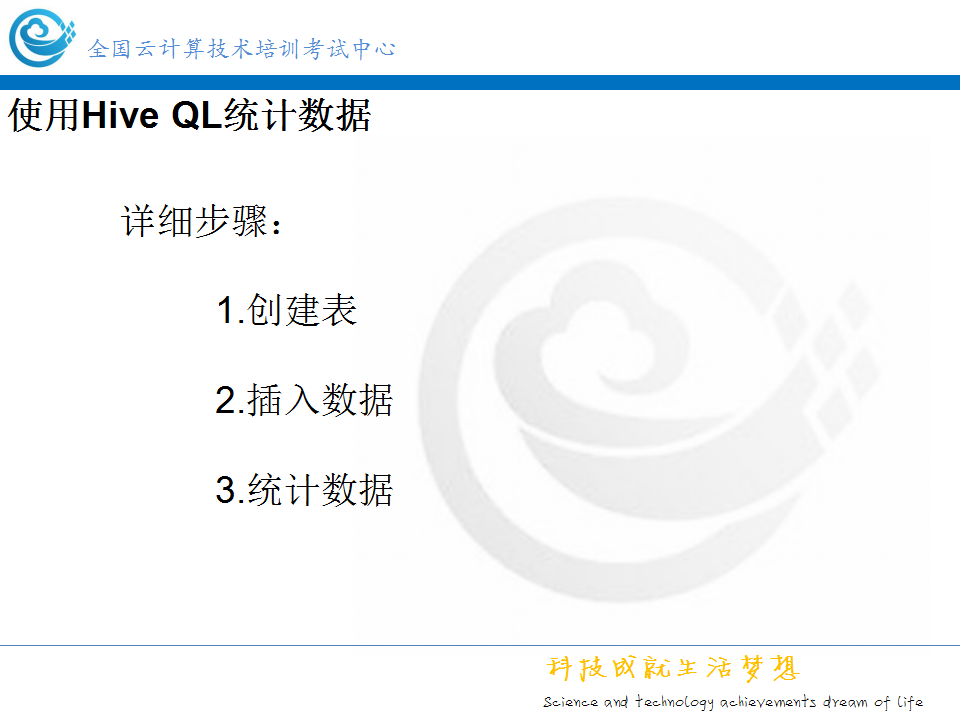 全国云计算技术培训考试中心
使用Hive QL统计数据
详细步骤：
1.创建表
2.插入数据
3.统计数据
科技成就生活梦想
Science and technology achievements dream of life